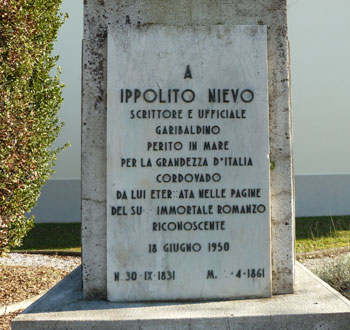 A
IPPOLITO NIEVO
SCRITTORE E UFFICIALE
GARIBALDINO
PERITO IN MARE
PER LA GRANDEZZA D'ITALIA
CORDOVADO
DA LUI ETER ATA NELLE PAGINE
DEL SU IMMORTALE ROMANZO
RICONOSCENTE
18 GIUGNO 1950
N. 30·IX·1831 M. ·4·1861